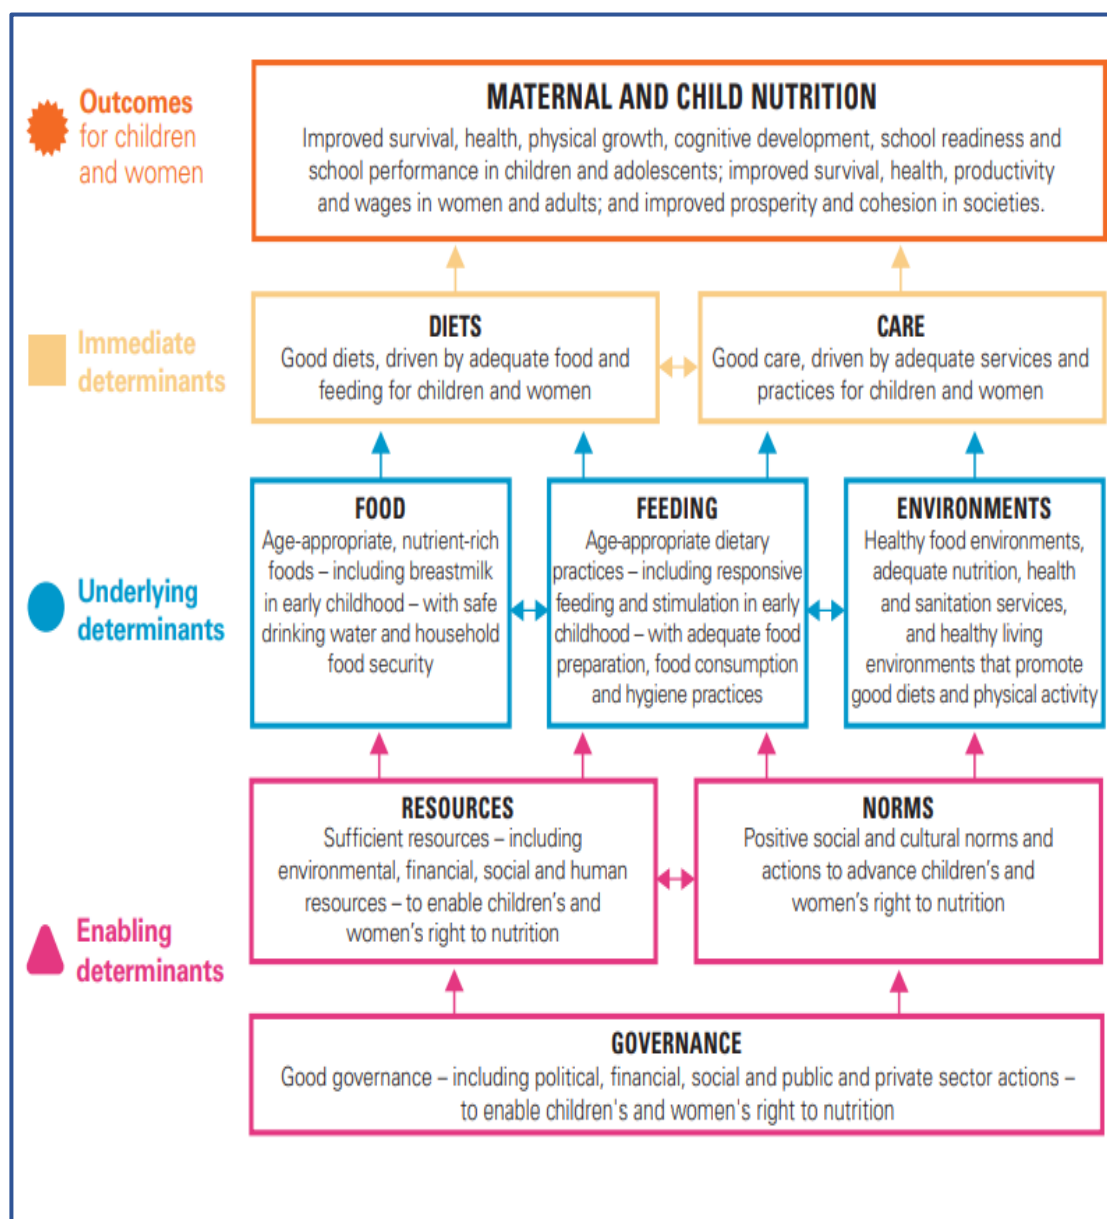 Outcomes
for children
and women
MATERNAL AND CHILD NUTRITION
Improved survival, health, physical growth, cognitive development, school readiness and
school performance in children and adolescents; improved survival, health, productivity
and wages in women and adults; and improved prosperity and cohesion in societies.
Immediate
determinants
DIETS
Good diets, driven by adequate food and
feeding for children and women
CARE
Good care, driven by adequate services and
practices for children and women
Underlying
determinants
FOOD
Age-appropriate, nutrient-rich
foods – including breastmilk
in early childhood – with safe
drinking water and household
food security
FEEDING
Age-appropriate dietary
practices – including responsive
feeding and stimulation in early
childhood – with adequate food
preparation, food consumption
and hygiene practices
ENVIRONMENTS
Healthy food environments,
adequate nutrition, health
and sanitation services,
and healthy living
environments that promote
good diets and physical activity
Enabling
determinants
RESOURCES
Sufficient resources – including
environmental, financial, social and human
resources – to enable children's and
women's right to nutrition
NORMS
Positive social and cultural norms and
actions to advance children's and
women's right to nutrition
GOVERNANCE
Good governance – including political, financial, social and public and private sector actions –
to enable children's and women's right to nutrition